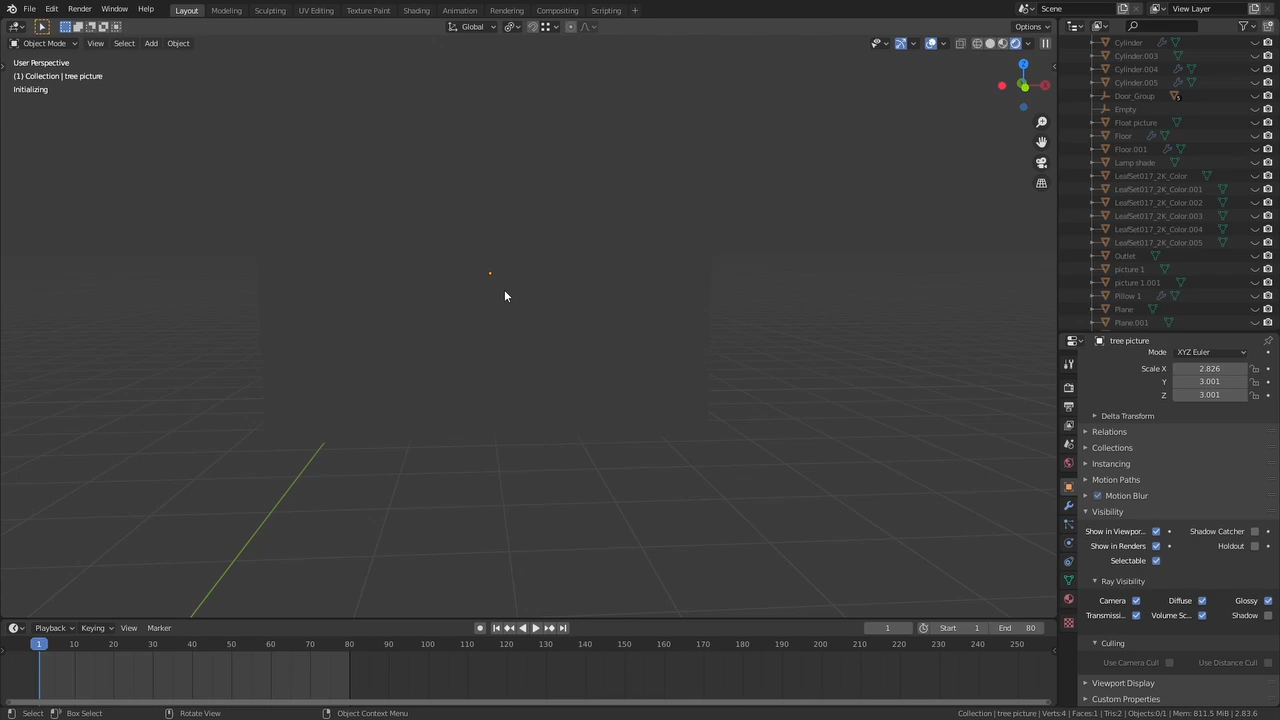 File Edit Render Window Help Layout Modeling Sculpting UV Editing Texture Paint Shading Animation Rendering Compositing Scripting + Scene View Layer
Global Options
Object Mode View Select Add Object
User Perspective
(1) Collection | tree picture
Initializing
Z
Cylinder
Cylinder.003
Cylinder.004
Cylinder.005
Door_Group 5
Empty
Float picture
Floor
Floor.001
Lamp shade
LeafSet017_2K_Color
LeafSet017_2K_Color.001
LeafSet017_2K_Color.002
LeafSet017_2K_Color.003
LeafSet017_2K_Color.004
LeafSet017_2K_Color.005
Outlet
picture 1
picture 1.001
Pillow 1
Plane
Plane.001
tree picture
Mode XYZ Euler
Scale X 2.826
Y 3.001
Z 3.001
Delta Transform
Relations
Collections
Instancing
Motion Paths
Motion Blur
Visibility
Show in Viewpor... Shadow Catcher
Show in Renders Holdout
Selectable
Ray Visibility
Camera Diffuse Glossy
Transmissi... Volume Sc... Shadow
Culling
Use Camera Cull Use Distance Cull
Viewport Display
Custom Properties
Playback Keying View Marker 1 Start 1 End 80
1 10 20 30 40 50 60 70 80 90 100 110 120 130 140 150 160 170 180 190 200 210 220 230 240 250
Select Box Select Rotate View Object Context Menu Collection | tree picture | Verts:4 | Faces:1 | Tris:2 | Objects:0/1 | Mem: 811.5 MiB | 2.83.6